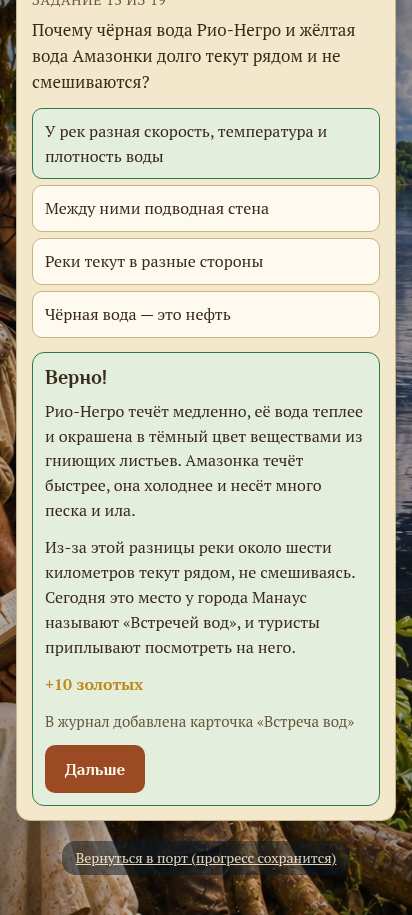 ЗАДАНИЕ 13 ИЗ 19
Почему чёрная вода Рио-Негро и жёлтая
вода Амазонки долго текут рядом и не
смешиваются?
У рек разная скорость, температура и
плотность воды
Между ними подводная стена
Реки текут в разные стороны
Чёрная вода — это нефть
Верно!
Рио-Негро течёт медленно, её вода теплее
и окрашена в тёмный цвет веществами из
гниющих листьев. Амазонка течёт
быстрее, она холоднее и несёт много
песка и ила.
Из-за этой разницы реки около шести
километров текут рядом, не смешиваясь.
Сегодня это место у города Манаус
называют «Встречей вод», и туристы
приплывают посмотреть на него.
+10 золотых
В журнал добавлена карточка «Встреча вод»
Дальше
Вернуться в порт (прогресс сохранится)